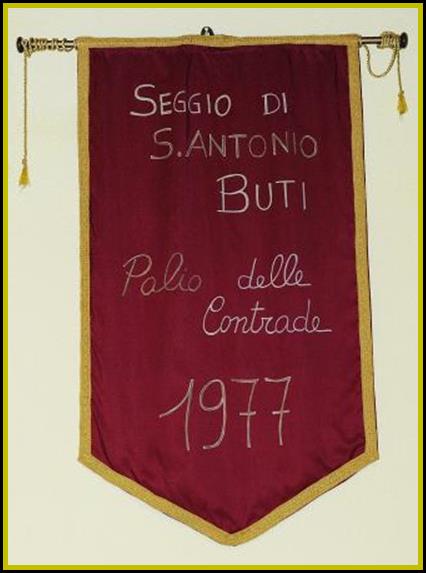 SEGGIO DI
S. ANTONIO
BUTI
Palio delle
Contrade
1977